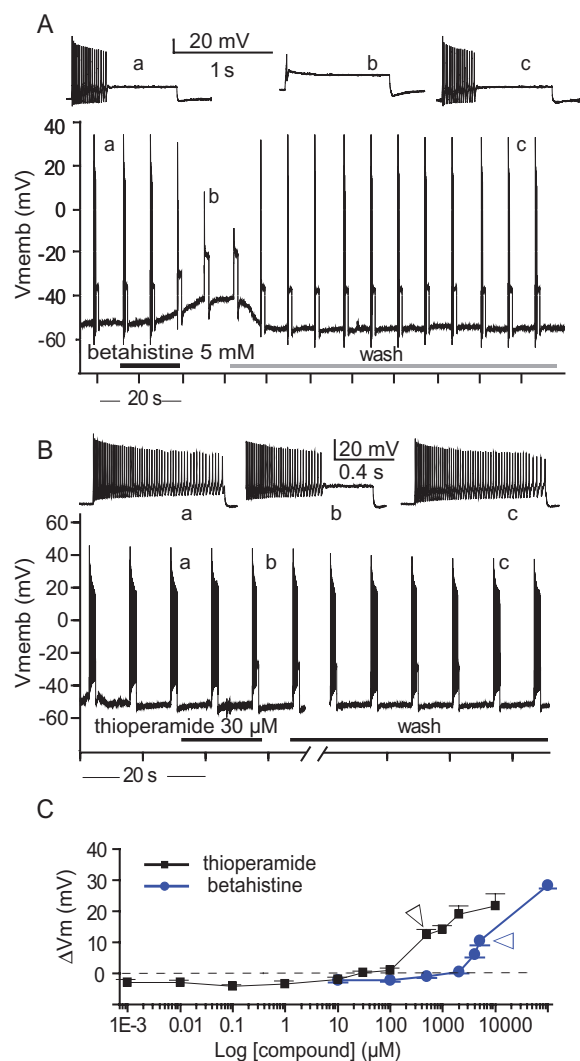 A
20 mV
1 s
a
b
c
40
0
-20
-40
-60
Vmemb (mV)
a
b
c
betahistine 5 mM
wash
20 s
B
20 mV
0.4 s
a
b
c
60
40
20
0
-20
-40
-60
Vmemb (mV)
a
b
c
thioperamide 30 µM
wash
20 s
C
40
30
20
10
0
ΔVm (mV)
thioperamide
betahistine
1E-3 0.01 0.1 1 10 100 1000 10000
Log [compound] (µM)